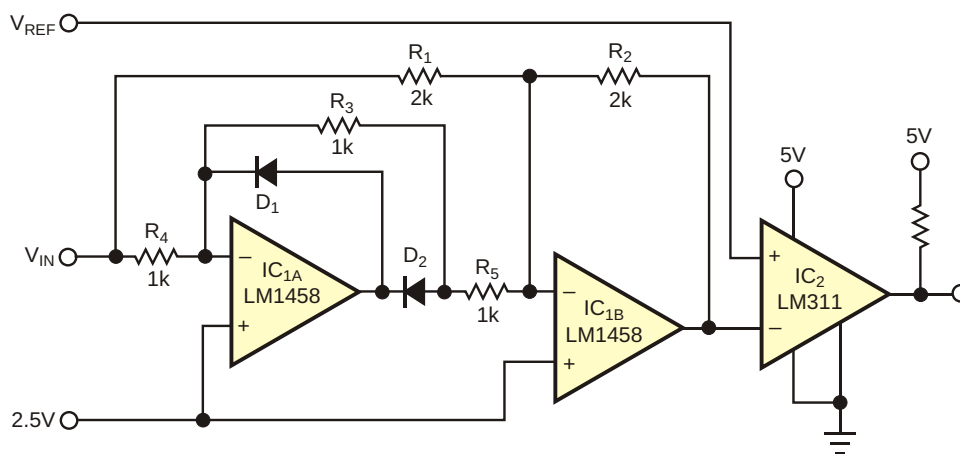 V_REF
R1
2k
R2
2k
R3
1k
D1
5V
5V
VIN
R4
1k
–
+
IC1A
LM1458
D2
R5
1k
–
+
IC1B
LM1458
+
–
IC2
LM311
2.5V